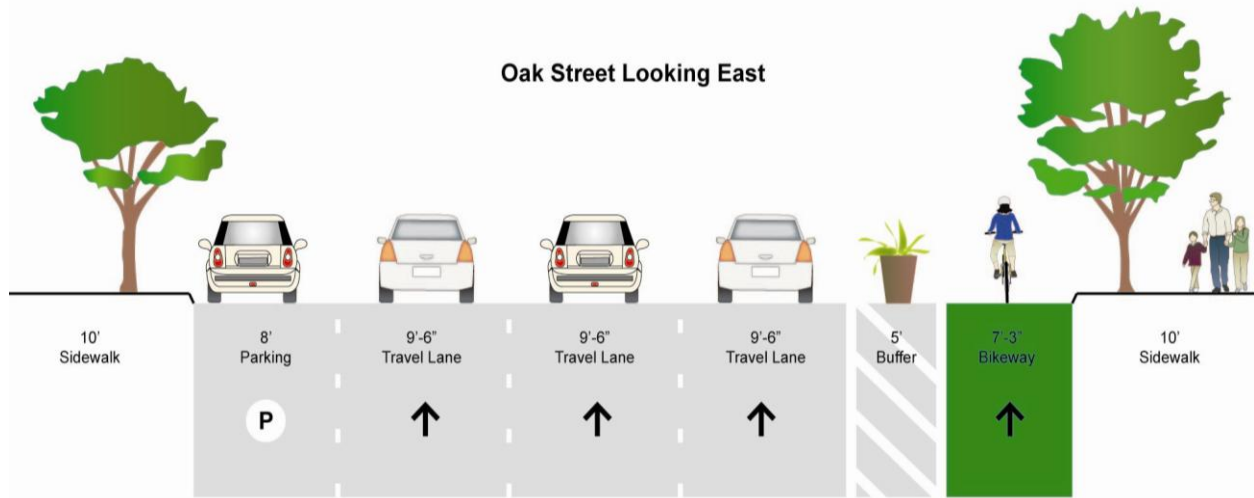 Oak Street Looking East
10’
Sidewalk
8’
Parking
9’-6”
Travel Lane
9’-6”
Travel Lane
9’-6”
Travel Lane
5’
Buffer
7’-3”
Bikeway
10’
Sidewalk
P